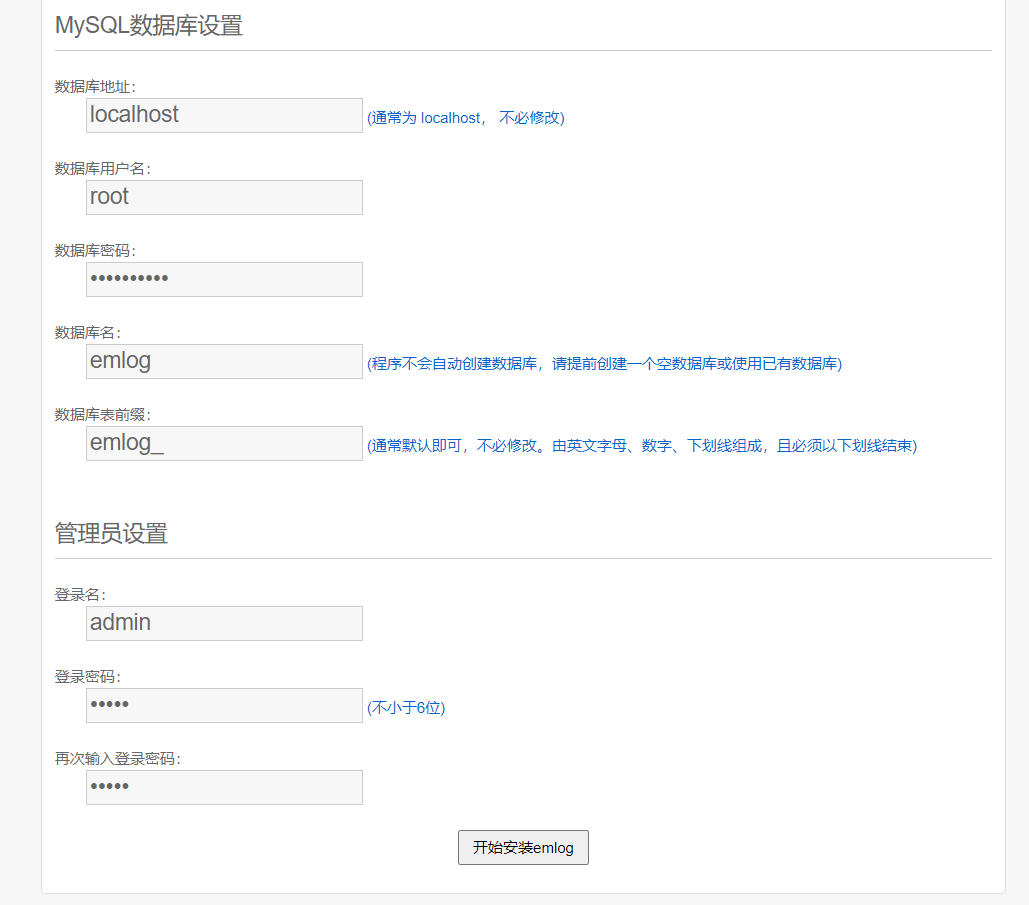 MySQL数据库设置
数据库地址：
localhost (通常为 localhost， 不必修改)
数据库用户名：
root
数据库密码：
••••••••••
数据库名：
emlog (程序不会自动创建数据库，请提前创建一个空数据库或使用已有数据库)
数据库表前缀：
emlog_ (通常默认即可，不必修改。由英文字母、数字、下划线组成，且必须以下划线结束)
管理员设置
登录名：
admin
登录密码：
••••• (不小于6位)
再次输入登录密码：
•••••
开始安装emlog